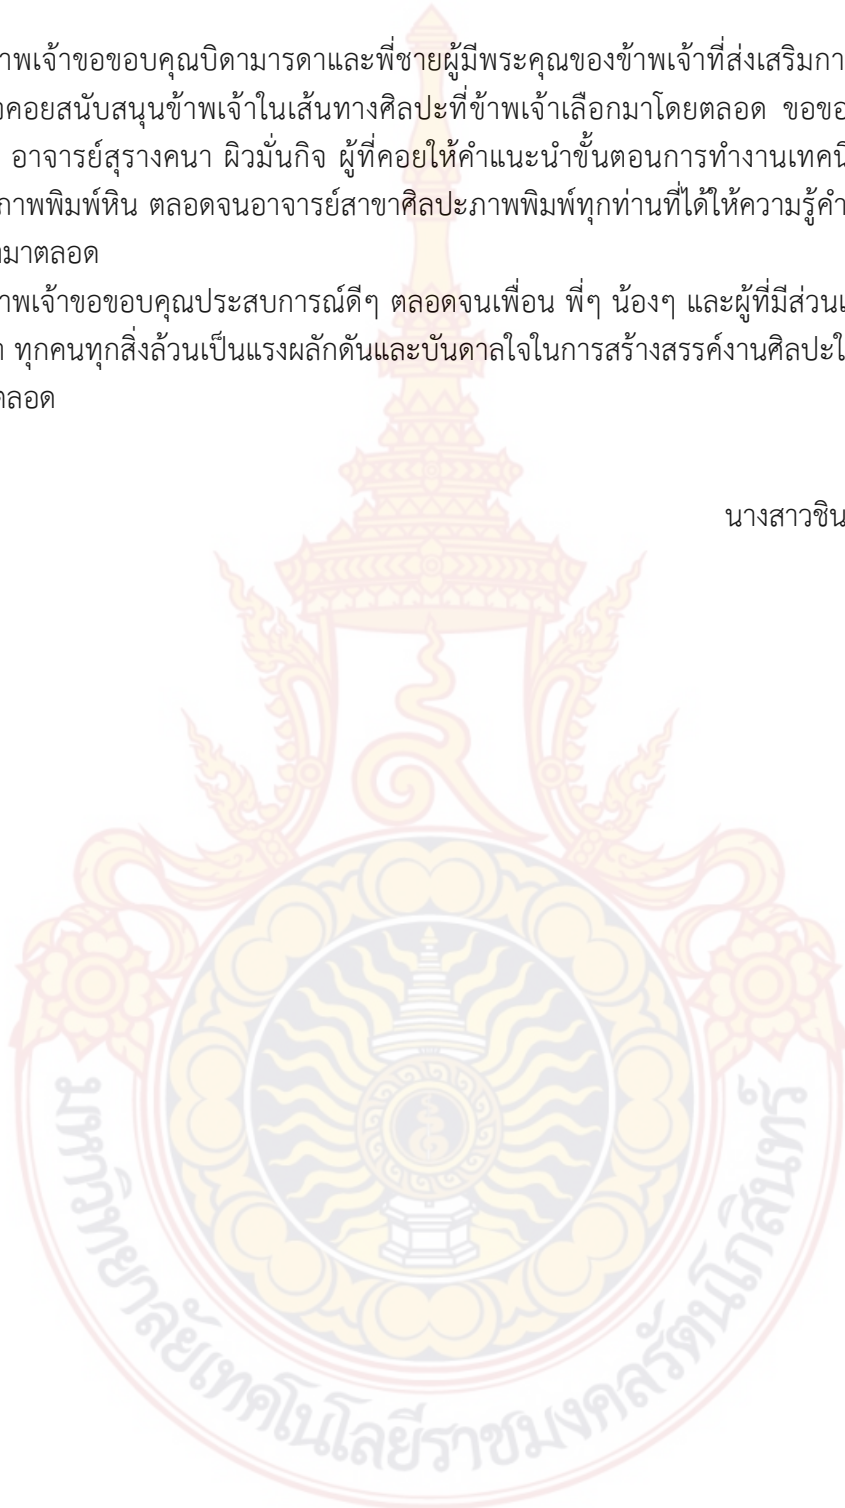 าพเจ้าขอขอบคุณบิดามารดาและพี่ชายผู้มีพระคุณของข้าพเจ้าที่ส่งเสริมกา
คอยสนับสนุนข้าพเจ้าในเส้นทางศิลปะที่ข้าพเจ้าเลือกมาโดยตลอด ขอขอ
อาจารย์สุรางคนา ผิวมั่นกิจ ผู้ที่คอยให้คำแนะนำขั้นตอนการทำงานเทคนิ
ภาพพิมพ์หิน ตลอดจนอาจารย์สาขาศิลปะภาพพิมพ์ทุกท่านที่ได้ให้ความรู้คำ
มาตลอด
าพเจ้าขอขอบคุณประสบการณ์ดีๆ ตลอดจนเพื่อน พี่ๆ น้องๆ และผู้ที่มีส่วนเ
ทุกคนทุกสิ่งล้วนเป็นแรงผลักดันและบันดาลใจในการสร้างสรรค์งานศิลปะใ
ตลอด
นางสาวชิน
มหาวิทยาลัยเทคโนโลยีราชมงคลรัตนโกสินทร์